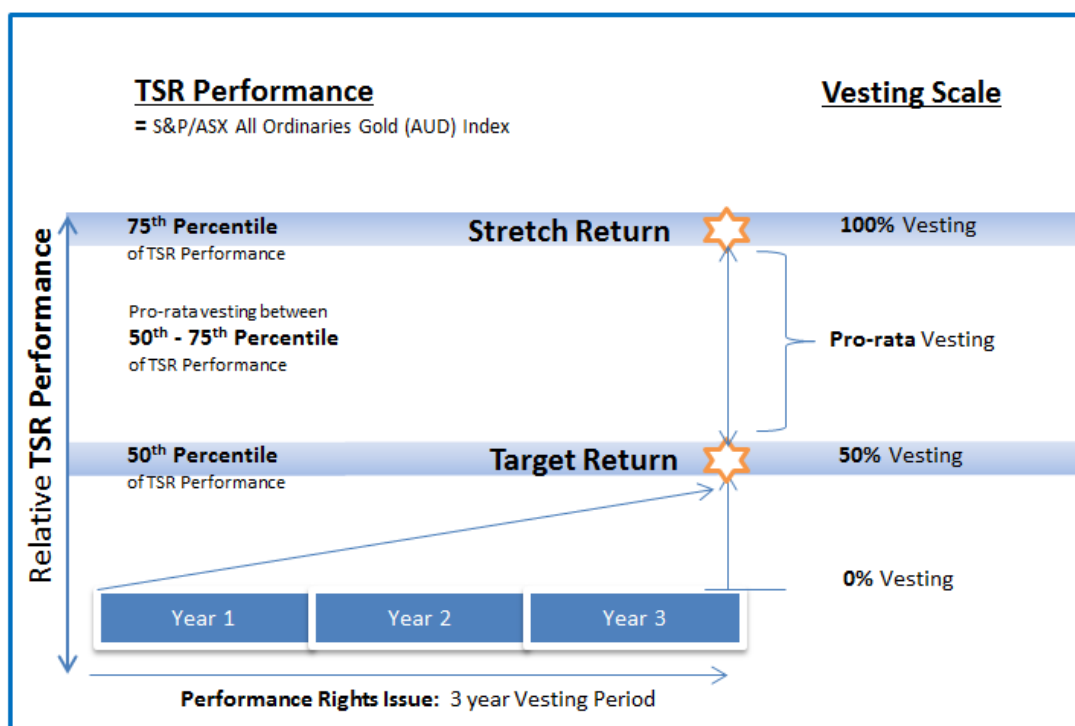 TSR Performance
= S&P/ASX All Ordinaries Gold (AUD) Index
Vesting Scale
Relative TSR Performance
75th Percentile
of TSR Performance
Stretch Return
100% Vesting
Pro-rata vesting between
50th - 75th Percentile
of TSR Performance
Pro-rata Vesting
50th Percentile
of TSR Performance
Target Return
50% Vesting
0% Vesting
Year 1
Year 2
Year 3
Performance Rights Issue: 3 year Vesting Period